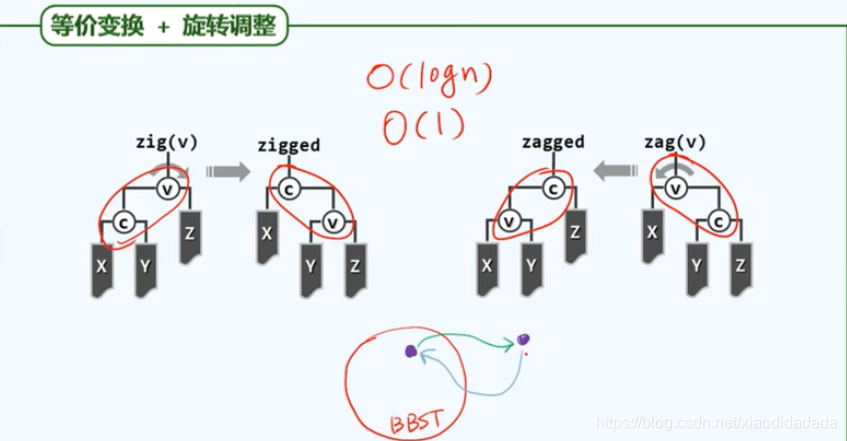 等价变换 + 旋转调整
O(logn)
O(1)
zig(v) zigged zagged zag(v)
v c c v
c v v c
X Y Z X Y Z X Y Z X Y Z
BBST
https://blog.csdn.net/xiaodidadada